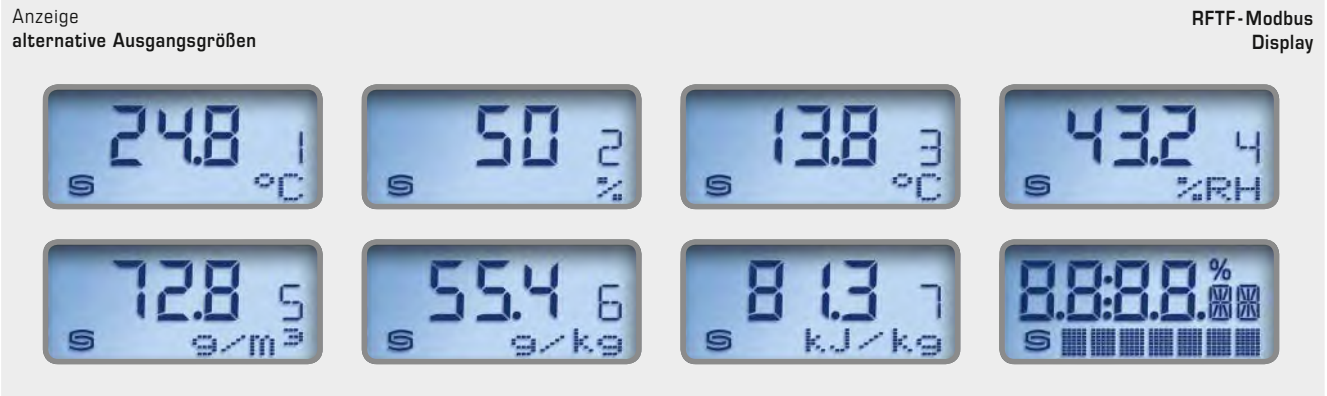 Anzeige
alternative Ausgangsgrößen
RFTF-Modbus
Display
24.8 1
°C
50 2
%
13.8 3
°C
43.2 4
%RH
72.8 5
g/m³
55.4 6
g/kg
81.3 7
kJ/kg
8.8:8.8.%